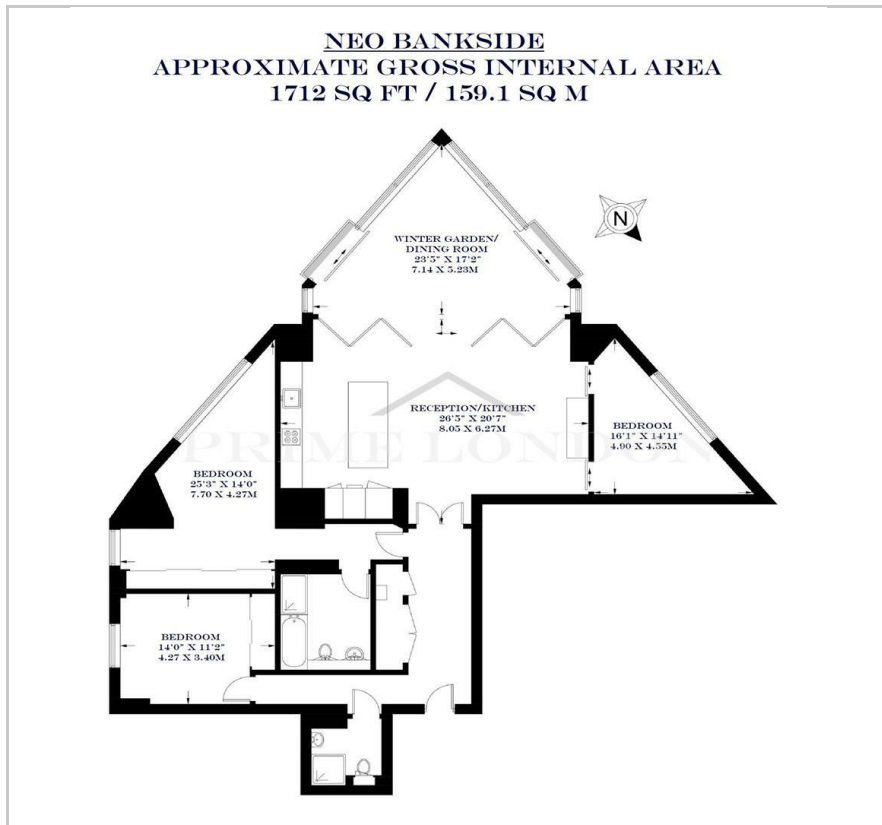 NEO BANKSIDE
APPROXIMATE GROSS INTERNAL AREA
1712 SQ FT / 159.1 SQ M
N
WINTER GARDEN/
DINING ROOM
23'5" X 17'2"
7.14 X 5.23M
RECEPTION/KITCHEN
26'5" X 20'7"
8.05 X 6.27M
BEDROOM
16'1" X 14'11"
4.90 X 4.55M
PRIME LONDON
BEDROOM
25'3" X 14'0"
7.70 X 4.27M
BEDROOM
14'0" X 11'2"
4.27 X 3.40M